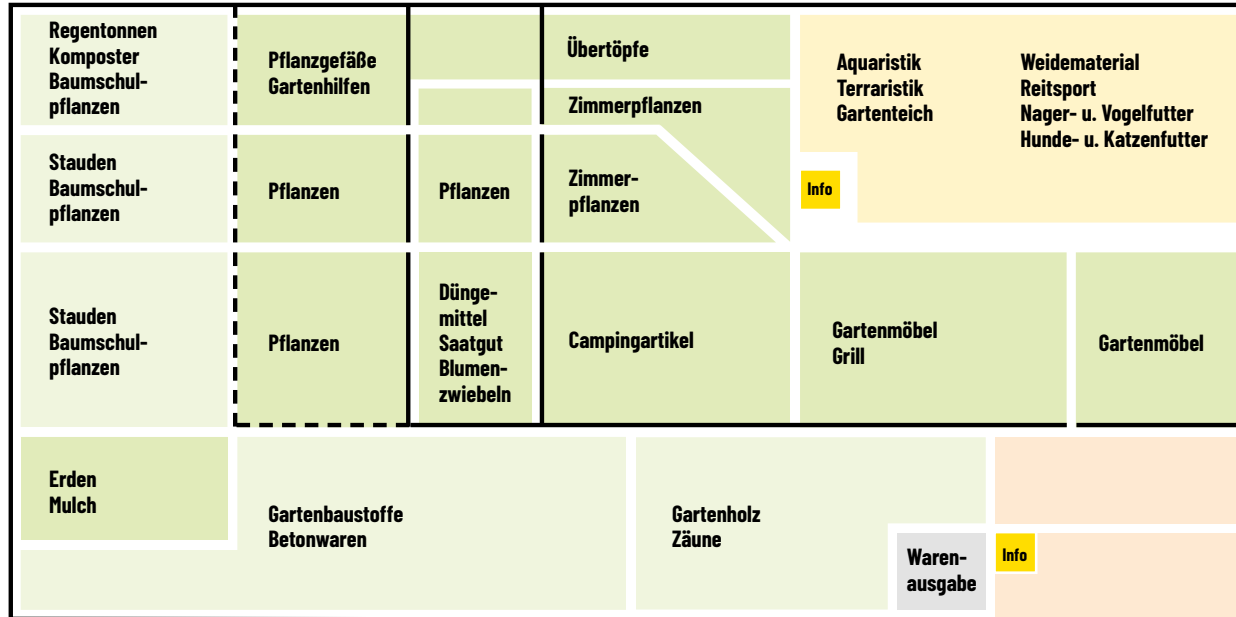 Regentonnen
Komposter
Baumschul-
pflanzen
Pflanzgefäße
Gartenhilfen
Übertöpfe
Zimmerpflanzen
Aquaristik
Terraristik
Gartenteich
Weidematerial
Reitsport
Nager- u. Vogelfutter
Hunde- u. Katzenfutter
Stauden
Baumschul-
pflanzen
Pflanzen
Pflanzen
Zimmer-
pflanzen
Info
Stauden
Baumschul-
pflanzen
Pflanzen
Dünge-
mittel
Saatgut
Blumen-
zwiebeln
Campingartikel
Gartenmöbel
Grill
Gartenmöbel
Erden
Mulch
Gartenbaustoffe
Betonwaren
Gartenholz
Zäune
Waren-
ausgabe
Info